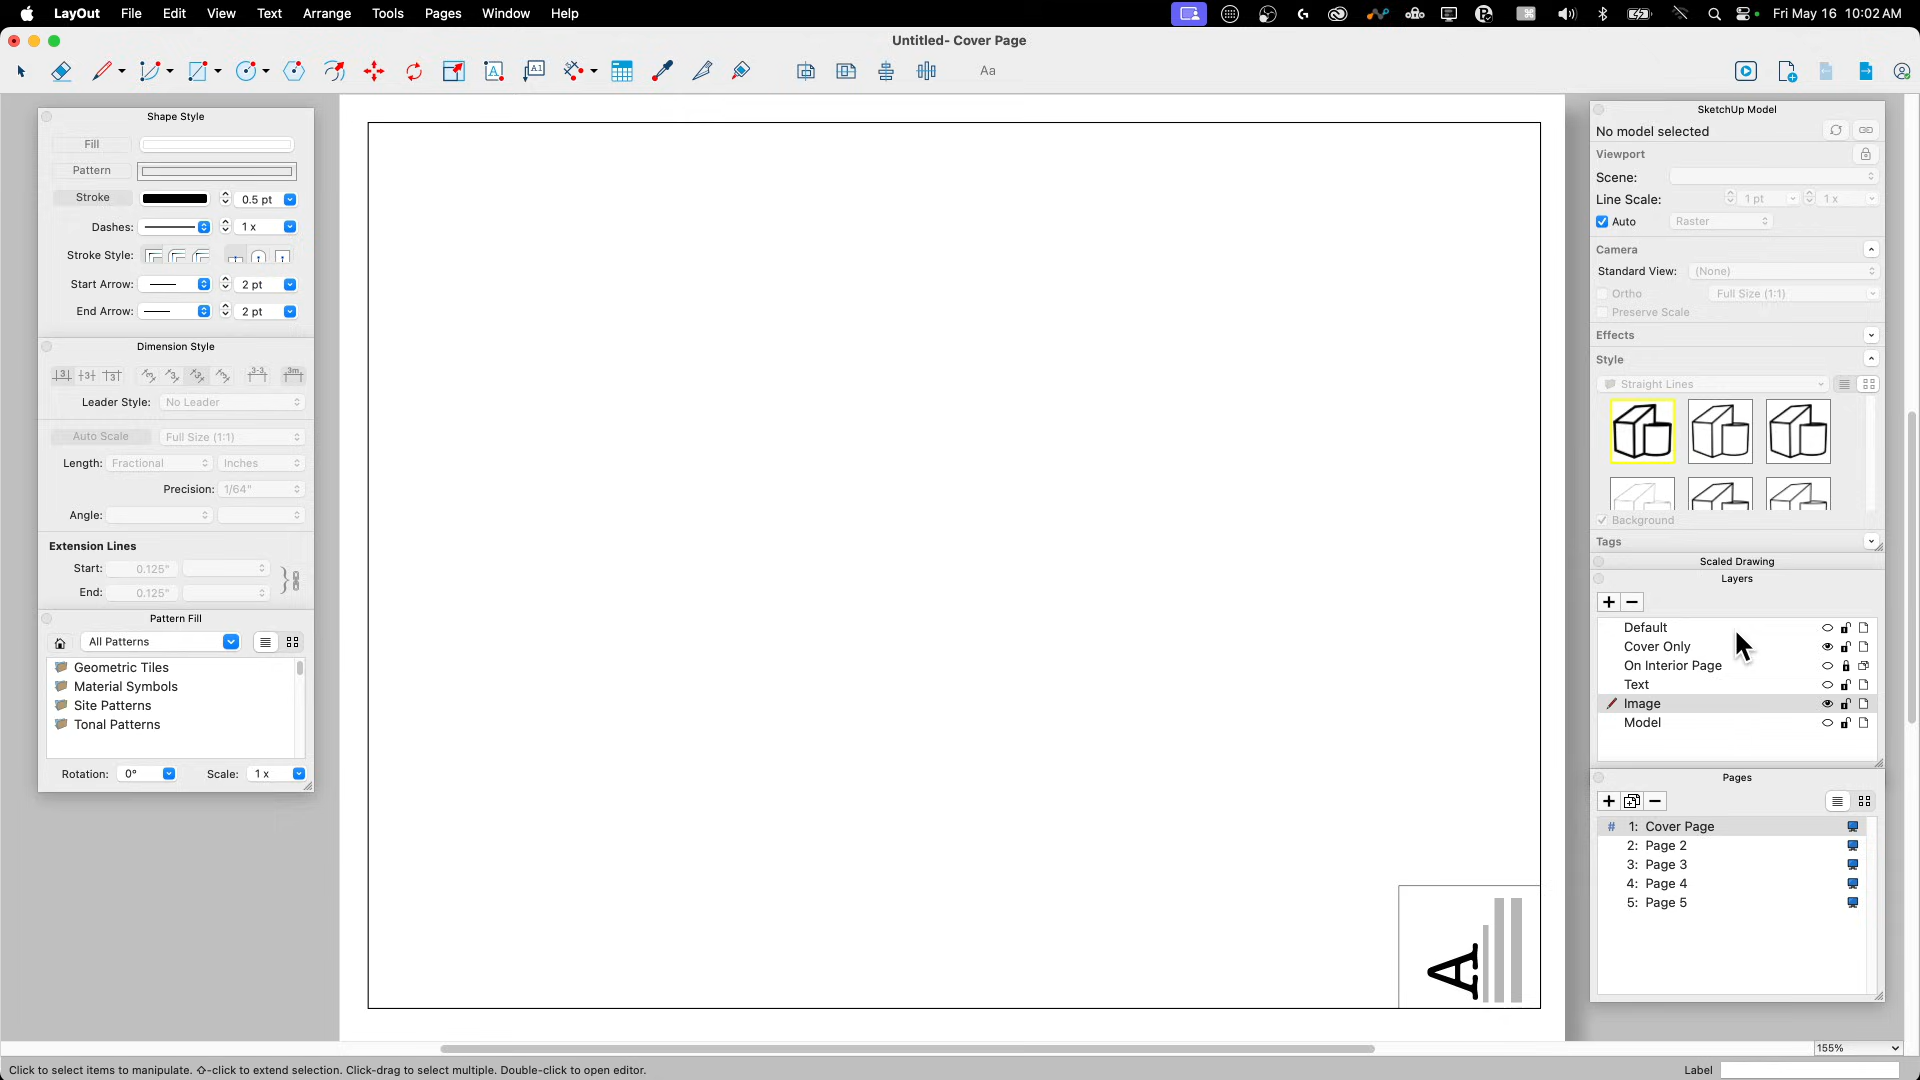 LayOut File Edit View Text Arrange Tools Pages Window Help Fri May 16 10:02 AM
Untitled- Cover Page
Aa
Shape Style
Fill
Pattern
Stroke 0.5 pt
Dashes: 1 x
Stroke Style:
Start Arrow: 2 pt
End Arrow: 2 pt
Dimension Style
Leader Style: No Leader
Auto Scale Full Size (1:1)
Length: Fractional Inches
Precision: 1/64"
Angle:
Extension Lines
Start: 0.125"
End: 0.125"
Pattern Fill
All Patterns
Geometric Tiles
Material Symbols
Site Patterns
Tonal Patterns
Rotation: 0° Scale: 1 x
A
SketchUp Model
No model selected
Viewport
Scene:
Line Scale: 1 pt 1 x
Auto Raster
Camera
Standard View: (None)
Ortho Full Size (1:1)
Preserve Scale
Effects
Style
Straight Lines
Background
Tags
Scaled Drawing
Layers
Default
Cover Only
On Interior Page
Text
Image
Model
Pages
# 1: Cover Page
2: Page 2
3: Page 3
4: Page 4
5: Page 5
155%
Click to select items to manipulate. ⇧-click to extend selection. Click-drag to select multiple. Double-click to open editor. Label